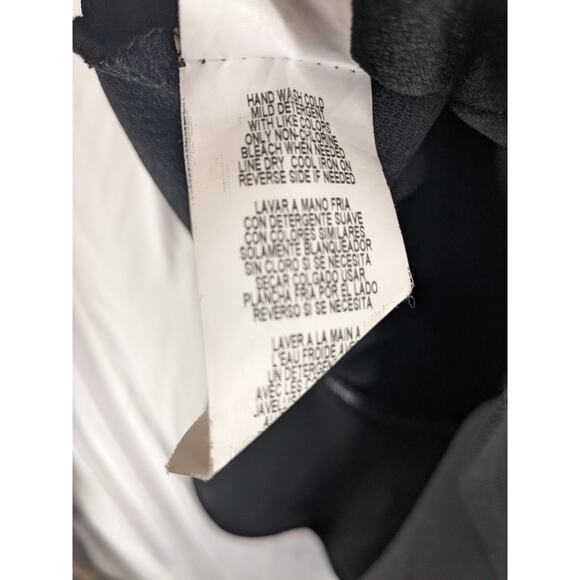 HAND WASH COLD
MILD DETERGENT
WITH LIKE COLORS
ONLY NON-CHLORINE
BLEACH WHEN NEEDED
LINE DRY COOL IRON ON
REVERSE SIDE IF NEEDED
LAVAR A MANO FRIA
CON DETERGENTE SUAVE
CON COLORES SIMILARES
SOLAMENTE BLANQUEADOR
SIN CLORO SI SE NECESITA
SECAR COLGADO USAR
PLANCHA FRIA POR EL LADO
REVERSO SI SE NECESITA
LAVER A LA MAIN A
L'EAU FROIDE
UN DETERGEN
AVEC LES